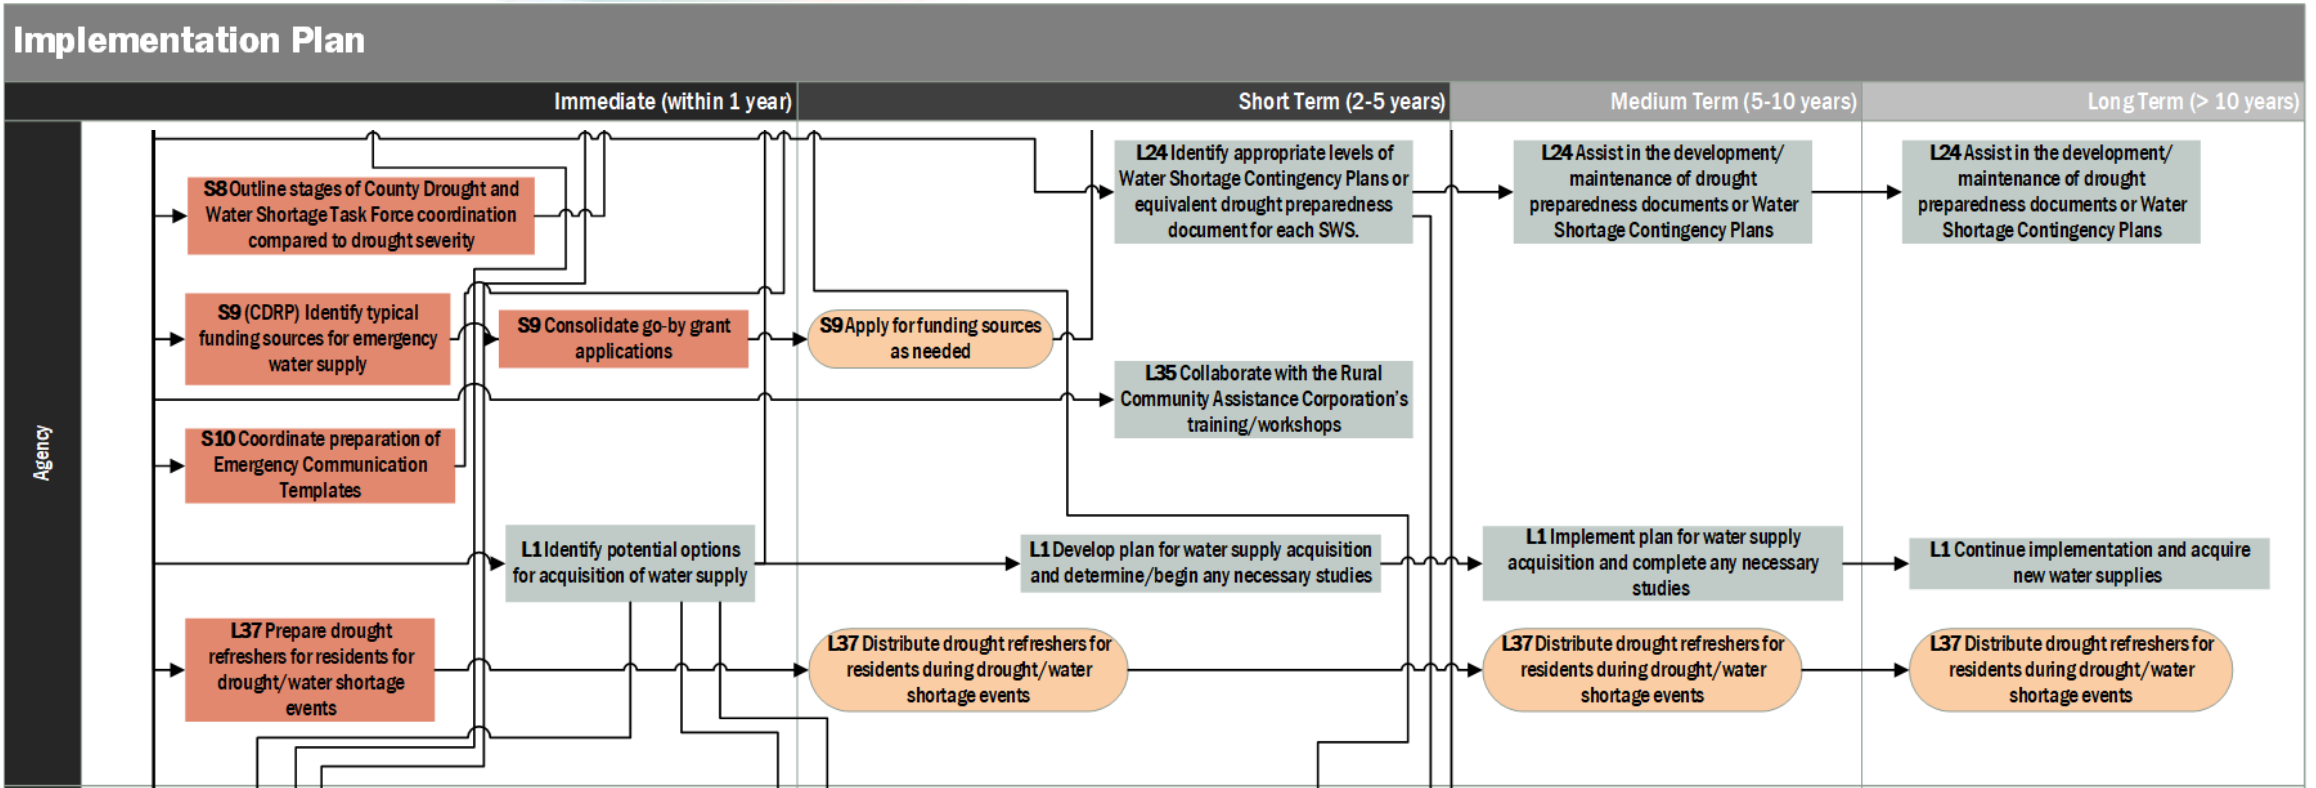 Implementation Plan
Immediate (within 1 year)
Short Term (2-5 years)
Medium Term (5-10 years)
Long Term (> 10 years)
Agency
L24 Identify appropriate levels of
Water Shortage Contingency Plans or
equivalent drought preparedness
document for each SWS.
L24 Assist in the development/
maintenance of drought
preparedness documents or Water
Shortage Contingency Plans
L24 Assist in the development/
maintenance of drought
preparedness documents or Water
Shortage Contingency Plans
S8 Outline stages of County Drought and
Water Shortage Task Force coordination
compared to drought severity
S9 (CDRP) Identify typical
funding sources for emergency
water supply
S9 Consolidate go-by grant
applications
S9 Apply for funding sources
as needed
L35 Collaborate with the Rural
Community Assistance Corporation's
training/workshops
S10 Coordinate preparation of
Emergency Communication
Templates
L1 Identify potential options
for acquisition of water supply
L1 Develop plan for water supply acquisition
and determine/begin any necessary studies
L1 Implement plan for water supply
acquisition and complete any necessary
studies
L1 Continue implementation and acquire
new water supplies
L37 Prepare drought
refreshers for residents for
drought/water shortage
events
L37 Distribute drought refreshers for
residents during drought/water
shortage events
L37 Distribute drought refreshers for
residents during drought/water
shortage events
L37 Distribute drought refreshers for
residents during drought/water
shortage events